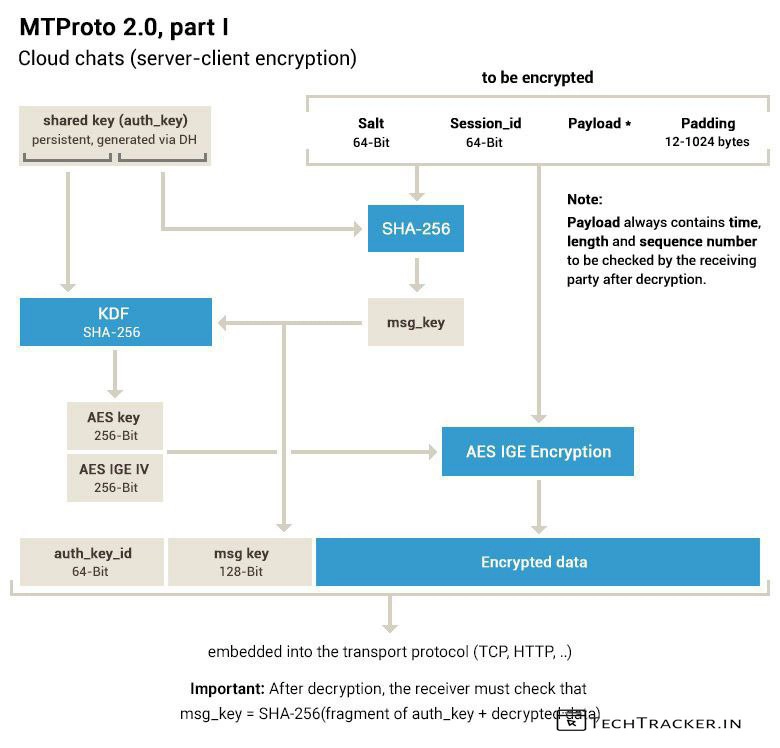 MTProto 2.0, part I
Cloud chats (server-client encryption)
to be encrypted
shared key (auth_key)
persistent, generated via DH
Salt
64-Bit
Session_id
64-Bit
Payload *
Padding
12-1024 bytes
Note:
Payload always contains time,
length and sequence number
to be checked by the receiving
party after decryption.
SHA-256
KDF
SHA-256
msg_key
AES key
256-Bit
AES IGE IV
256-Bit
AES IGE Encryption
auth_key_id
64-Bit
msg key
128-Bit
Encrypted data
embedded into the transport protocol (TCP, HTTP, ..)
Important: After decryption, the receiver must check that
msg_key = SHA-256(fragment of auth_key + decrypted data)
TECHTRACKER.IN